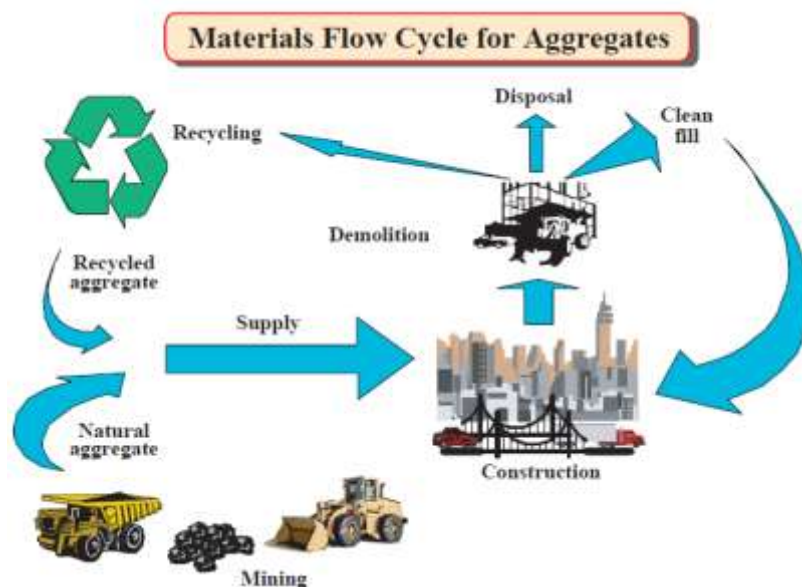 Materials Flow Cycle for Aggregates
Disposal
Clean
fill
Recycling
Demolition
Recycled
aggregate
Supply
Natural
aggregate
Construction
Mining